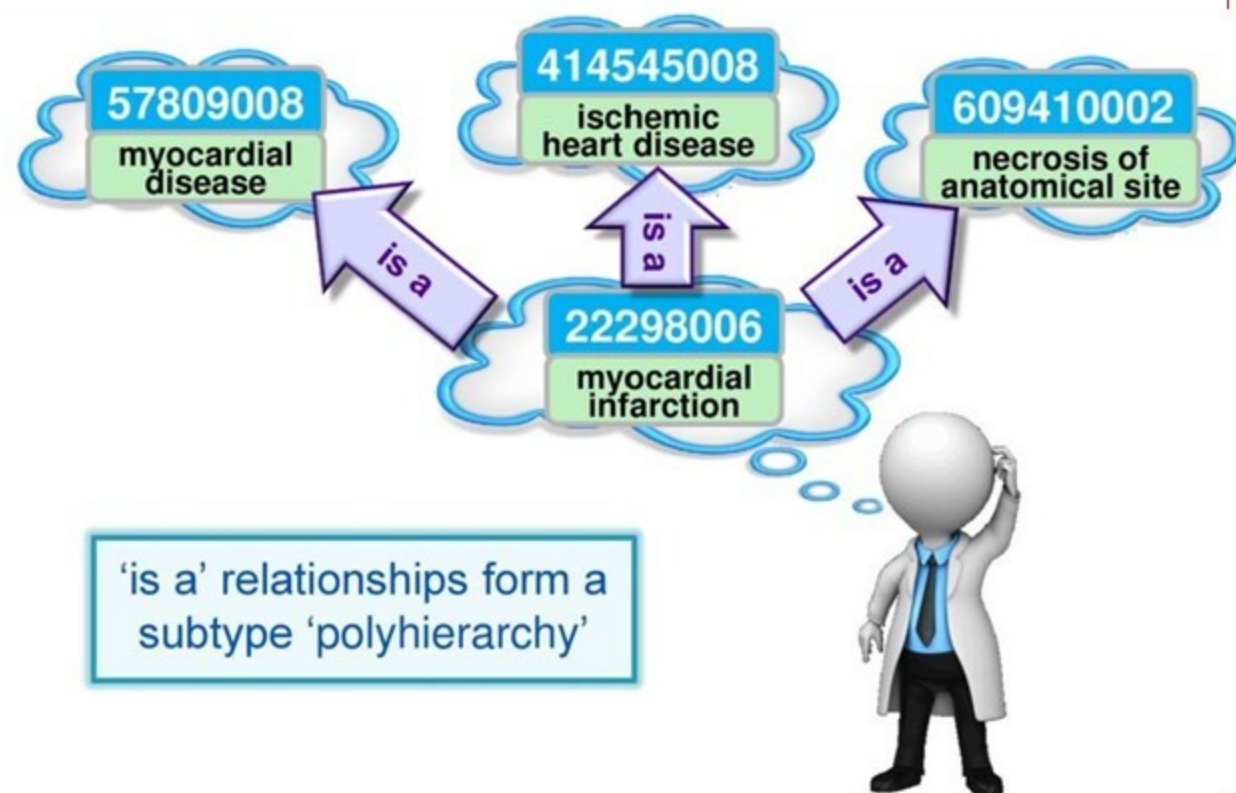 57809008
myocardial
disease
414545008
ischemic
heart disease
609410002
necrosis of
anatomical site
is a
is a
is a
22298006
myocardial
infarction
‘is a’ relationships form a
subtype ‘polyhierarchy’